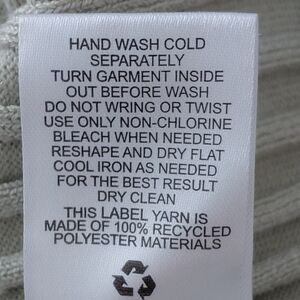 HAND WASH COLD
SEPARATELY
TURN GARMENT INSIDE
OUT BEFORE WASH
DO NOT WRING OR TWIST
USE ONLY NON-CHLORINE
BLEACH WHEN NEEDED
RESHAPE AND DRY FLAT
COOL IRON AS NEEDED
FOR THE BEST RESULT
DRY CLEAN
THIS LABEL YARN IS
MADE OF 100% RECYCLED
POLYESTER MATERIALS